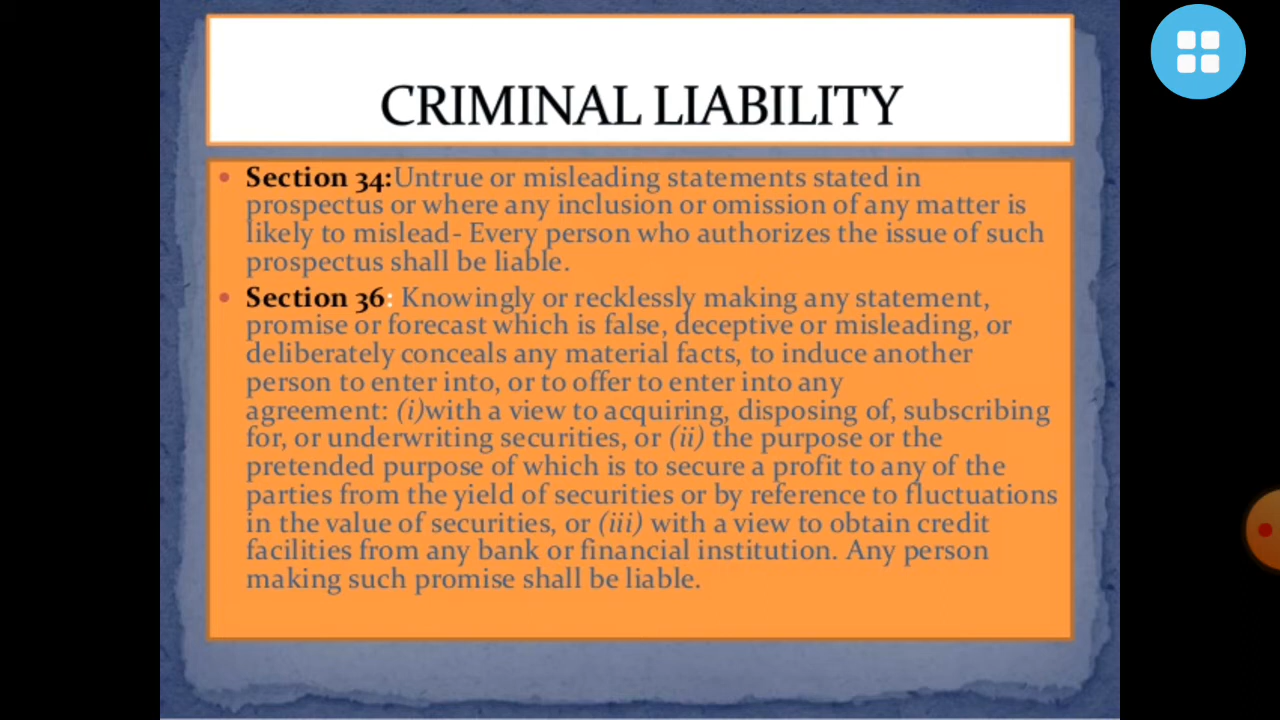 CRIMINAL LIABILITY
• Section 34:Untrue or misleading statements stated in
prospectus or where any inclusion or omission of any matter is
likely to mislead- Every person who authorizes the issue of such
prospectus shall be liable.
• Section 36: Knowingly or recklessly making any statement,
promise or forecast which is false, deceptive or misleading, or
deliberately conceals any material facts, to induce another
person to enter into, or to offer to enter into any
agreement: (i)with a view to acquiring, disposing of, subscribing
for, or underwriting securities, or (ii) the purpose or the
pretended purpose of which is to secure a profit to any of the
parties from the yield of securities or by reference to fluctuations
in the value of securities, or (iii) with a view to obtain credit
facilities from any bank or financial institution. Any person
making such promise shall be liable.